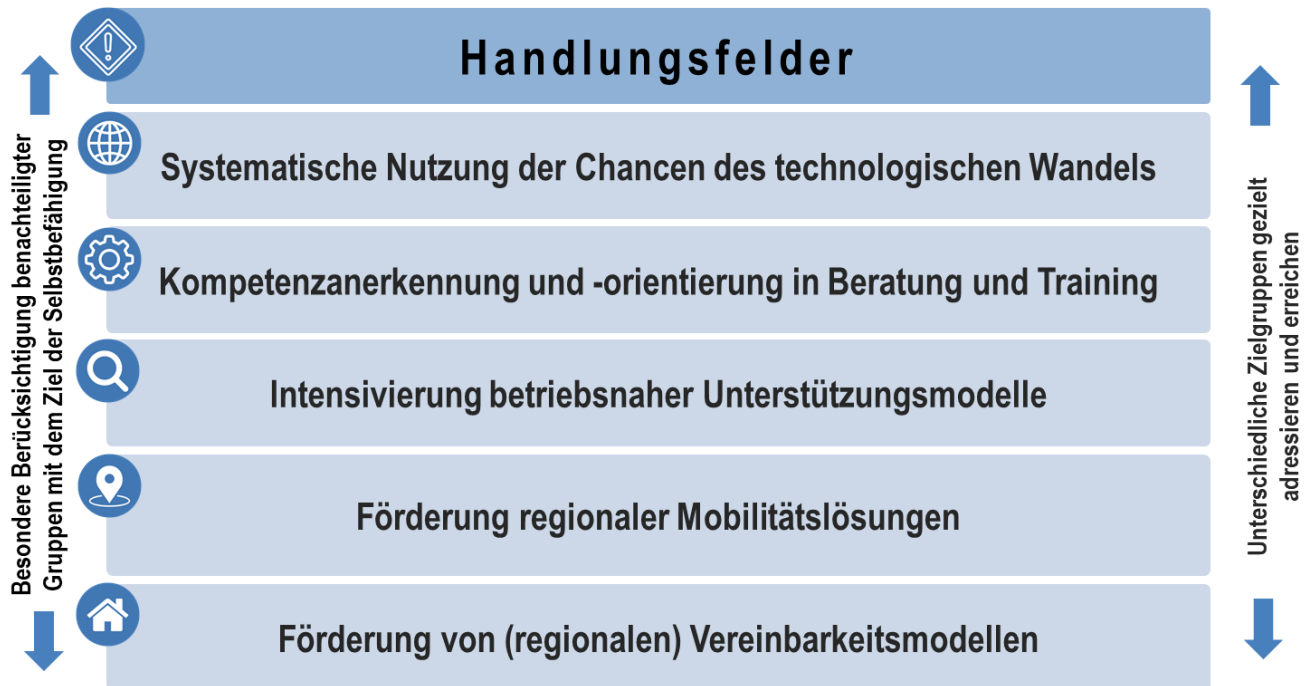 Handlungsfelder
Systematische Nutzung der Chancen des technologischen Wandels
Kompetenzanerkennung und -orientierung in Beratung und Training
Intensivierung betriebsnaher Unterstützungsmodelle
Förderung regionaler Mobilitätslösungen
Förderung von (regionalen) Vereinbarkeitsmodellen
Besondere Berücksichtigung benachteiligter
Gruppen mit dem Ziel der Selbstbefähigung
Unterschiedliche Zielgruppen gezielt
adressieren und erreichen